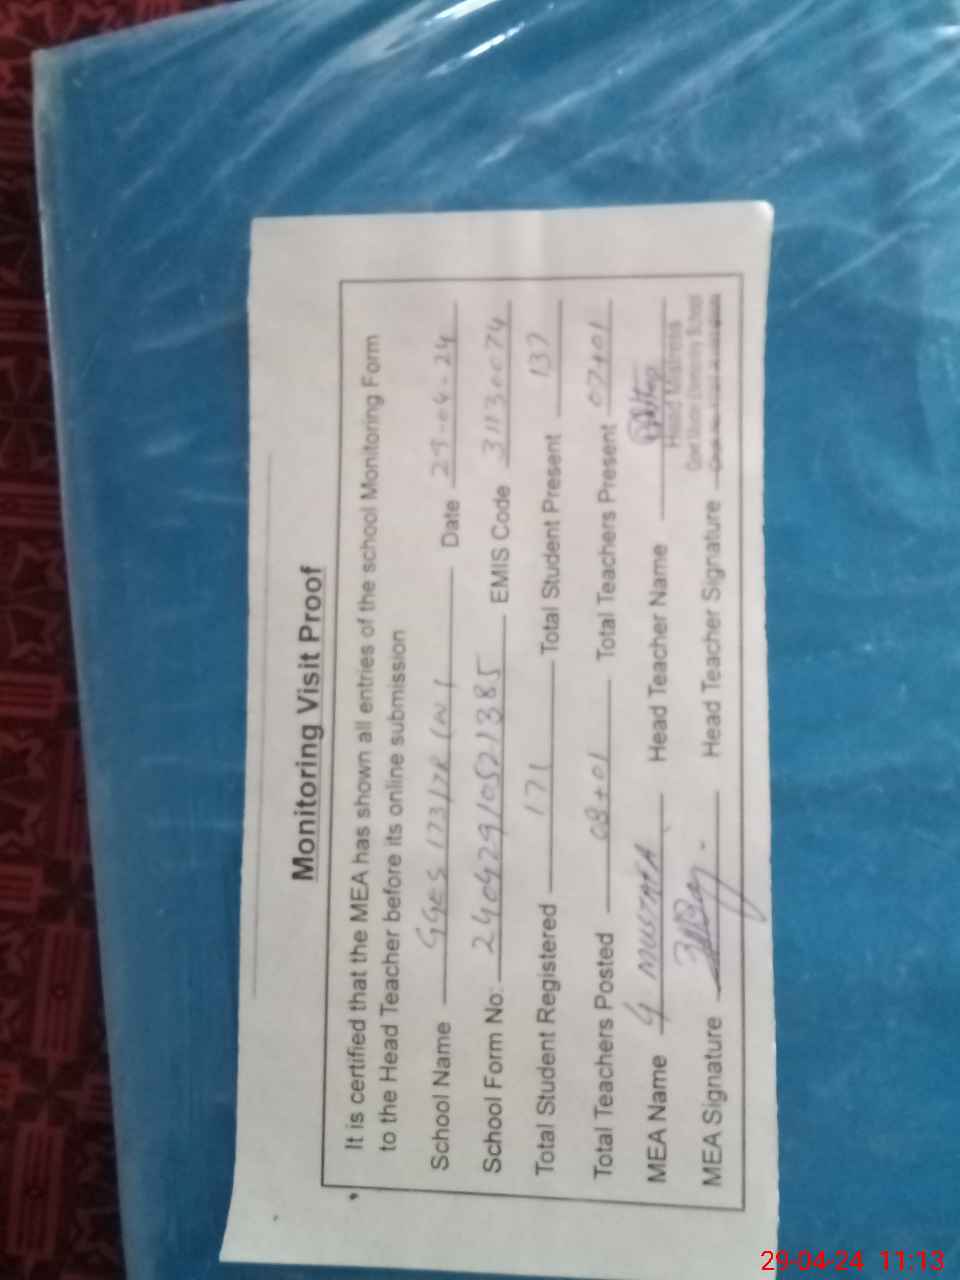 Monitoring Visit Proof
It is certified that the MEA has shown all entries of the school Monitoring Form
to the Head Teacher before its online submission
School Name GGES 173/7R (W) Date 29-04-24
School Form No: 24042910521385 EMIS Code 31130074
Total Student Registered 171 Total Student Present 137
Total Teachers Posted 08+01 Total Teachers Present 07+01
MEA Name G MUSTAFA Head Teacher Name
Head Mistress
Govt Elementary School
MEA Signature Head Teacher Signature
29-04-24 11:13